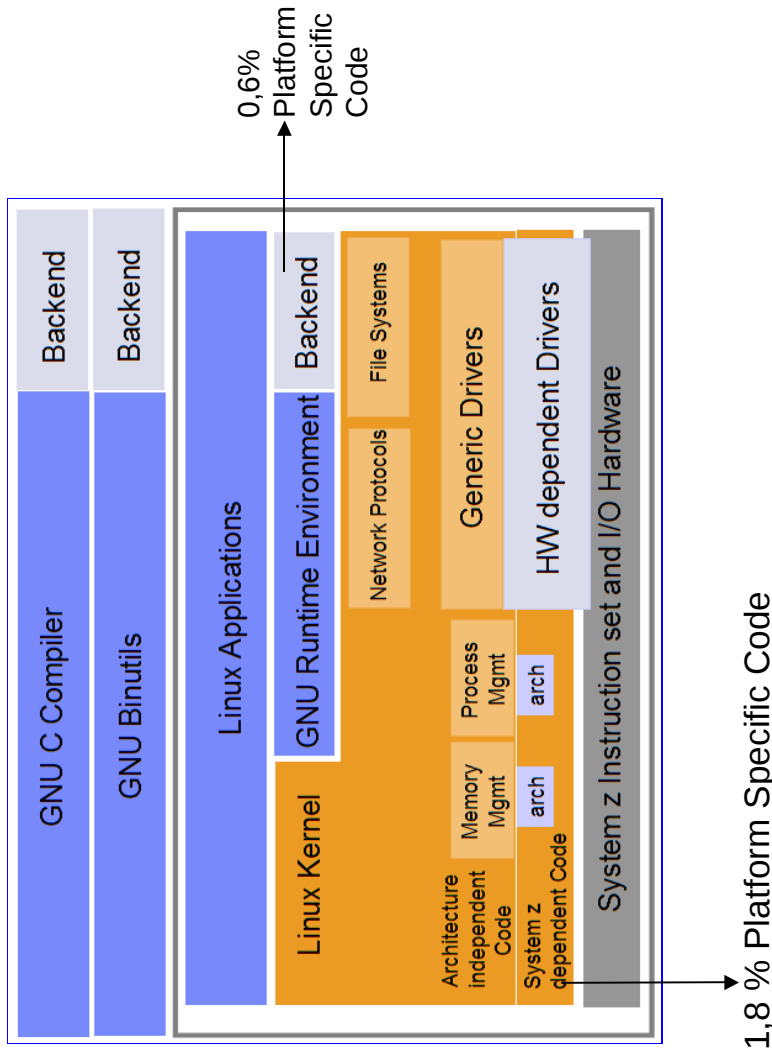 GNU C Compiler
Backend
GNU Binutils
Backend
Linux Applications
Linux Kernel
GNU Runtime Environment
Backend
0,6%
Platform
Specific
Code
Network Protocols
File Systems
Architecture
independent
Code
Memory
Mgmt
Process
Mgmt
Generic Drivers
System z
dependent Code
arch
arch
HW dependent Drivers
System z Instruction set and I/O Hardware
1,8 % Platform Specific Code